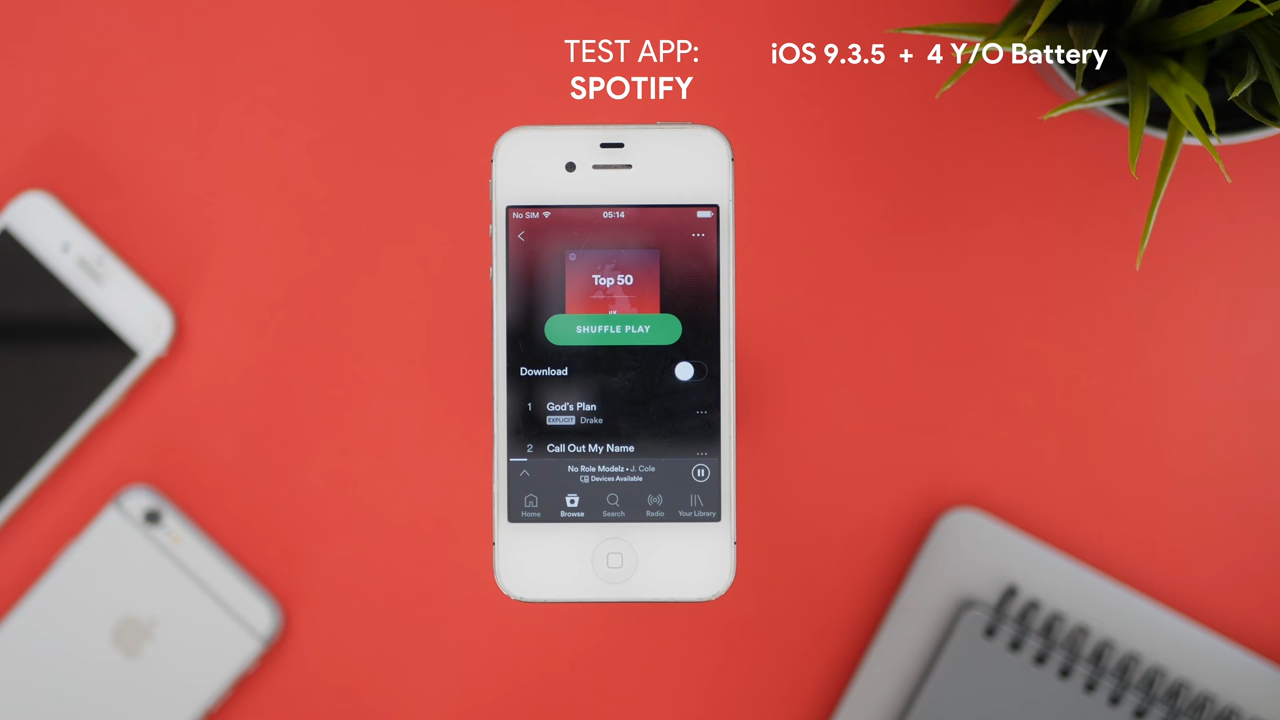 TEST APP:
SPOTIFY
iOS 9.3.5 + 4 Y/O Battery
No SIM 05:14
Top 50
UK
SHUFFLE PLAY
Download
1 God's Plan
EXPLICIT Drake
2 Call Out My Name
No Role Modelz • J. Cole
Devices Available
Home Browse Search Radio Your Library